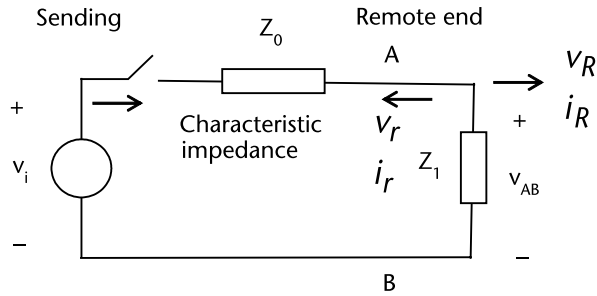 Sending
Remote end
Z0
A
vR
iR
+
Characteristic
impedance
vr
ir
Z1
+
vi
vAB
−
−
B